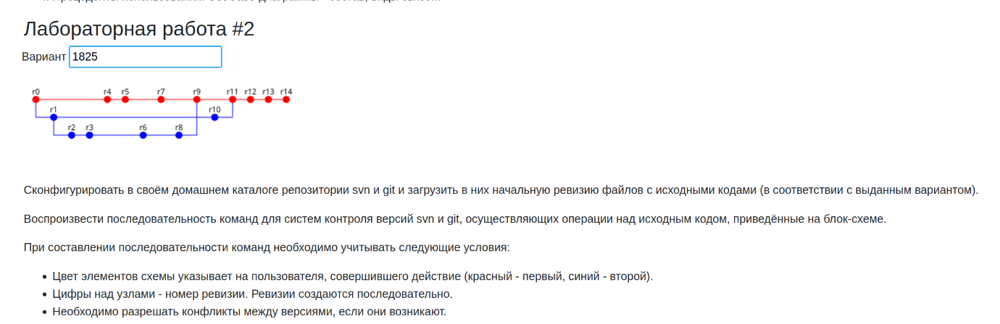 Лабораторная работа #2
Вариант 1825
r0 r4 r5 r7 r9 r11 r12 r13 r14
r1 r10
r2 r3 r6 r8
Сконфигурировать в своём домашнем каталоге репозитории svn и git и загрузить в них начальную ревизию файлов с исходными кодами (в соответствии с выданным вариантом).
Воспроизвести последовательность команд для систем контроля версий svn и git, осуществляющих операции над исходным кодом, приведённые на блок-схеме.
При составлении последовательности команд необходимо учитывать следующие условия:
• Цвет элементов схемы указывает на пользователя, совершившего действие (красный - первый, синий - второй).
• Цифры над узлами - номер ревизии. Ревизии создаются последовательно.
• Необходимо разрешать конфликты между версиями, если они возникают.